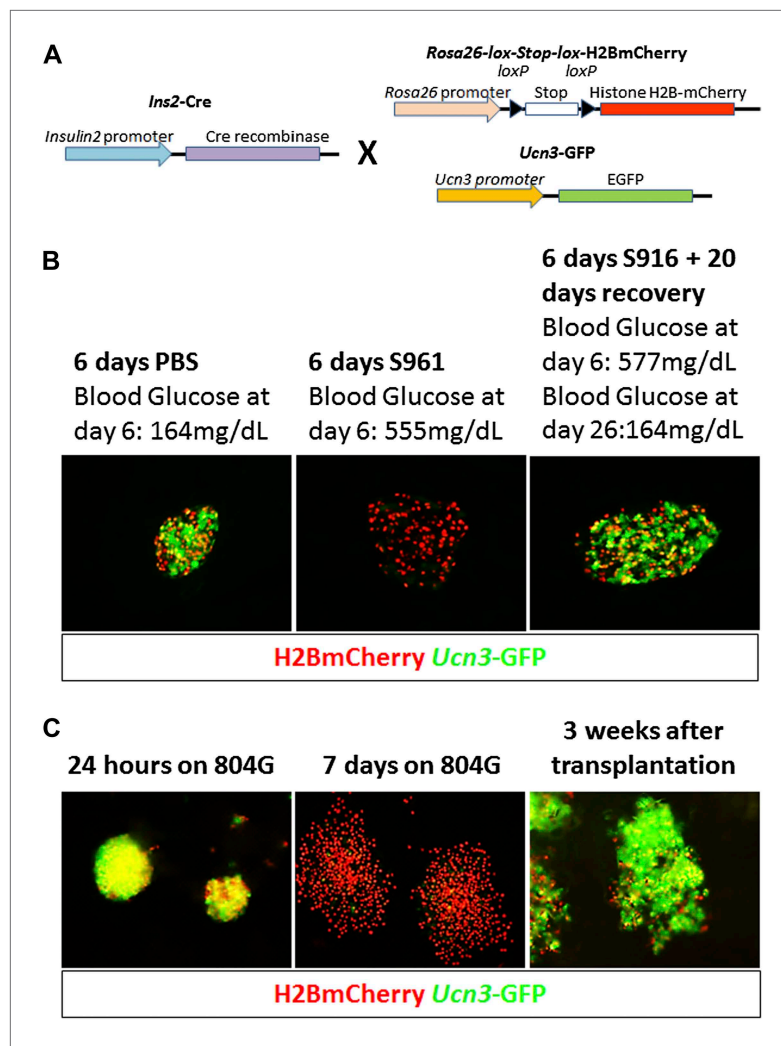 A
Rosa26-lox-Stop-lox-H2BmCherry
loxP loxP
Ins2-Cre
Rosa26 promoter Stop Histone H2B-mCherry
Insulin2 promoter Cre recombinase
X
Ucn3-GFP
Ucn3 promoter EGFP
B
6 days PBS
Blood Glucose at
day 6: 164mg/dL
6 days S961
Blood Glucose at
day 6: 555mg/dL
6 days S916 + 20
days recovery
Blood Glucose at
day 6: 577mg/dL
Blood Glucose at
day 26:164mg/dL
H2BmCherry Ucn3-GFP
C
24 hours on 804G
7 days on 804G
3 weeks after
transplantation
H2BmCherry Ucn3-GFP